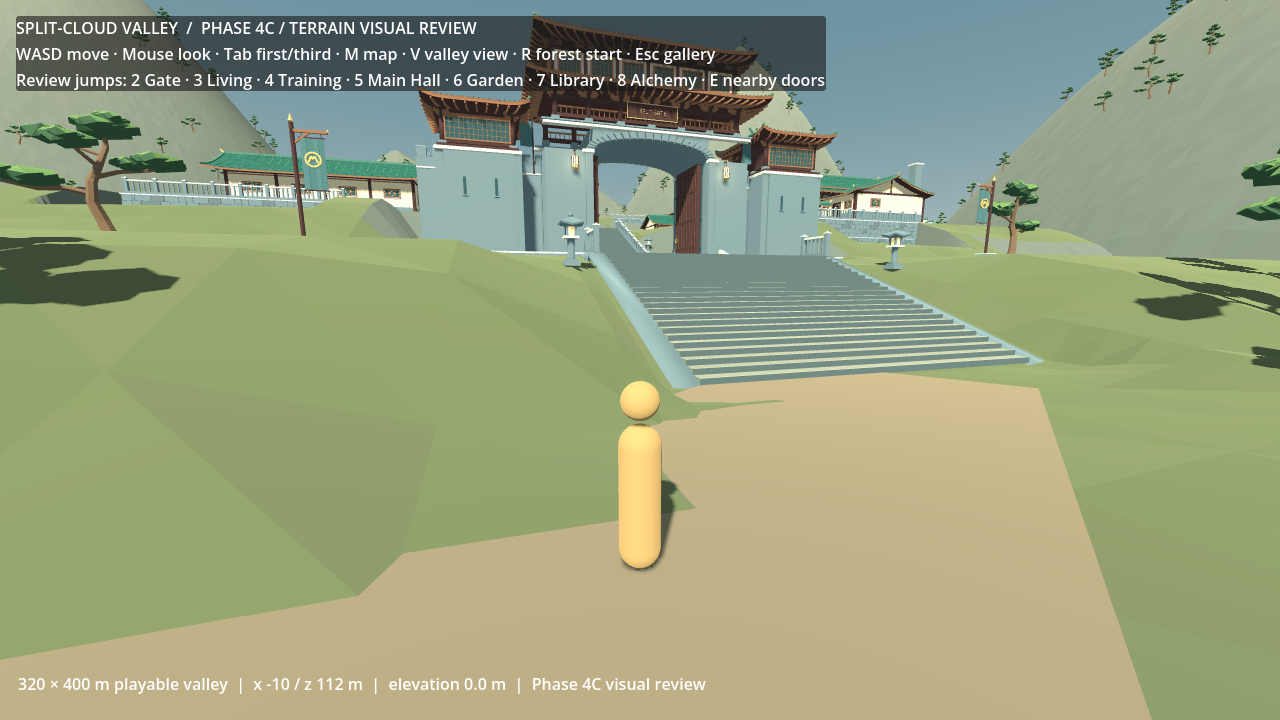 SPLIT-CLOUD VALLEY / PHASE 4C / TERRAIN VISUAL REVIEW
WASD move · Mouse look · Tab first/third · M map · V valley view · R forest start · Esc gallery
Review jumps: 2 Gate · 3 Living · 4 Training · 5 Main Hall · 6 Garden · 7 Library · 8 Alchemy · E nearby doors
320 × 400 m playable valley | x -10 / z 112 m | elevation 0.0 m | Phase 4C visual review